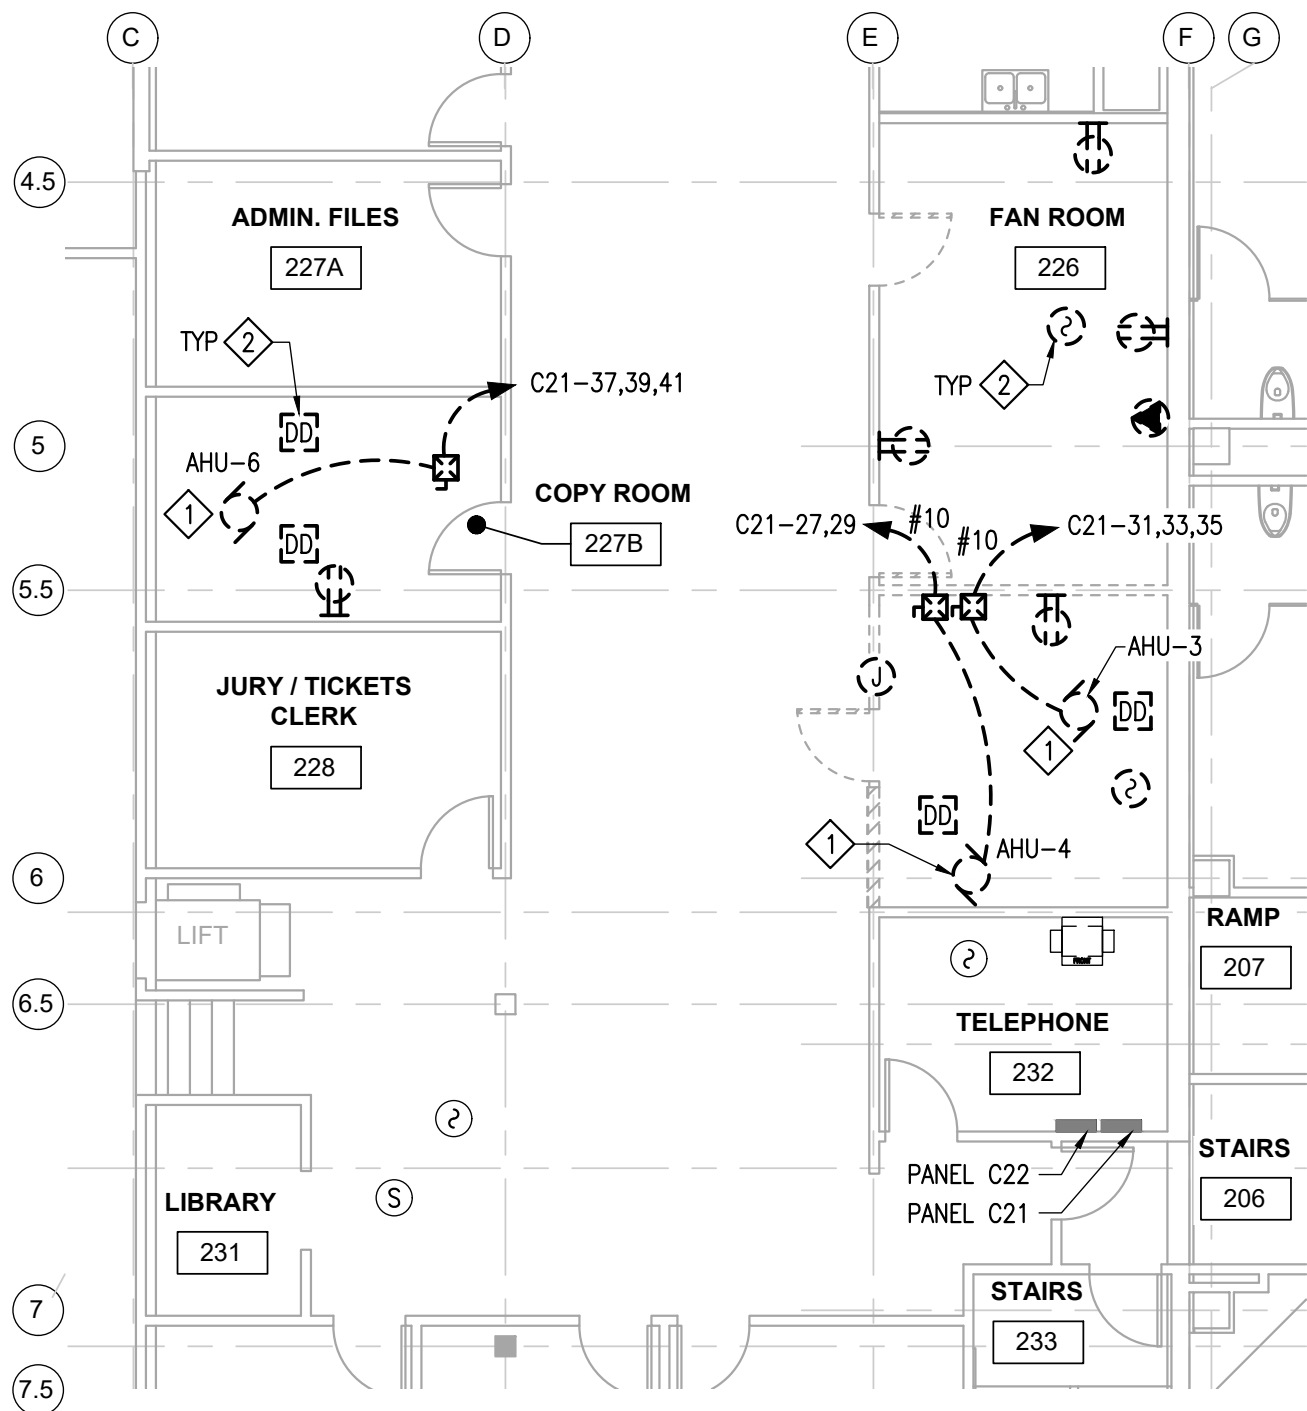 C
D
E
F
G
4.5
ADMIN. FILES
227A
FAN ROOM
226
TYP 2
C21-37,39,41
TYP 2
DD
5
AHU-6
1
COPY ROOM
227B
DD
C21-27,29
#10
#10
C21-31,33,35
5.5
J
AHU-3
DD
1
JURY / TICKETS
CLERK
228
DD
1
AHU-4
6
LIFT
RAMP
207
FRONT
6.5
TELEPHONE
232
S
PANEL C22
PANEL C21
STAIRS
206
LIBRARY
231
7
STAIRS
233
7.5